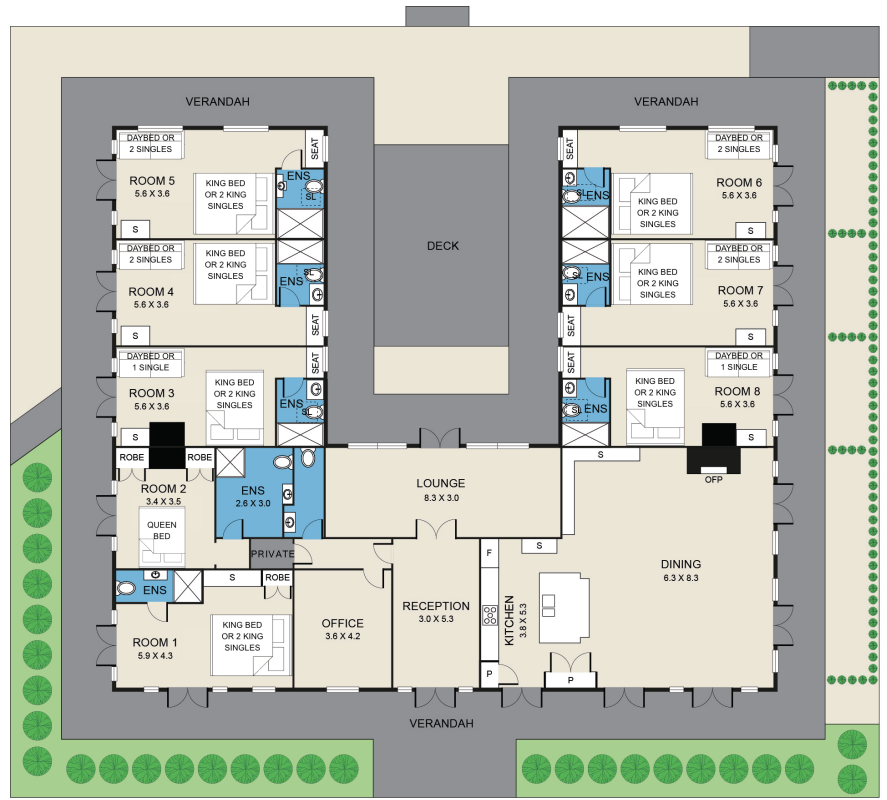 VERANDAH
VERANDAH
DAYBED OR
2 SINGLES
SEAT
ROOM 5
5.6 X 3.6
KING BED
OR 2 KING
SINGLES
ENS
SL
S
SEAT
DAYBED OR
2 SINGLES
SL
ENS
KING BED
OR 2 KING
SINGLES
ROOM 6
5.6 X 3.6
S
DECK
DAYBED OR
2 SINGLES
KING BED
OR 2 KING
SINGLES
SL
ENS
ROOM 4
5.6 X 3.6
S
SEAT
DAYBED OR
2 SINGLES
SL
ENS
KING BED
OR 2 KING
SINGLES
ROOM 7
5.6 X 3.6
SEAT
S
DAYBED OR
1 SINGLE
SEAT
ROOM 3
5.6 X 3.6
KING BED
OR 2 KING
SINGLES
ENS
SL
S
SEAT
DAYBED OR
1 SINGLE
KING BED
OR 2 KING
SINGLES
ROOM 8
5.6 X 3.6
SL
ENS
S
ROBE
ROBE
ROOM 2
3.4 X 3.5
QUEEN
BED
ENS
2.6 X 3.0
LOUNGE
8.3 X 3.0
S
OFP
PRIVATE
F
S
DINING
6.3 X 8.3
ENS
S
ROBE
ROOM 1
5.9 X 4.3
KING BED
OR 2 KING
SINGLES
OFFICE
3.6 X 4.2
RECEPTION
3.0 X 5.3
KITCHEN
3.8 X 5.3
P
P
VERANDAH